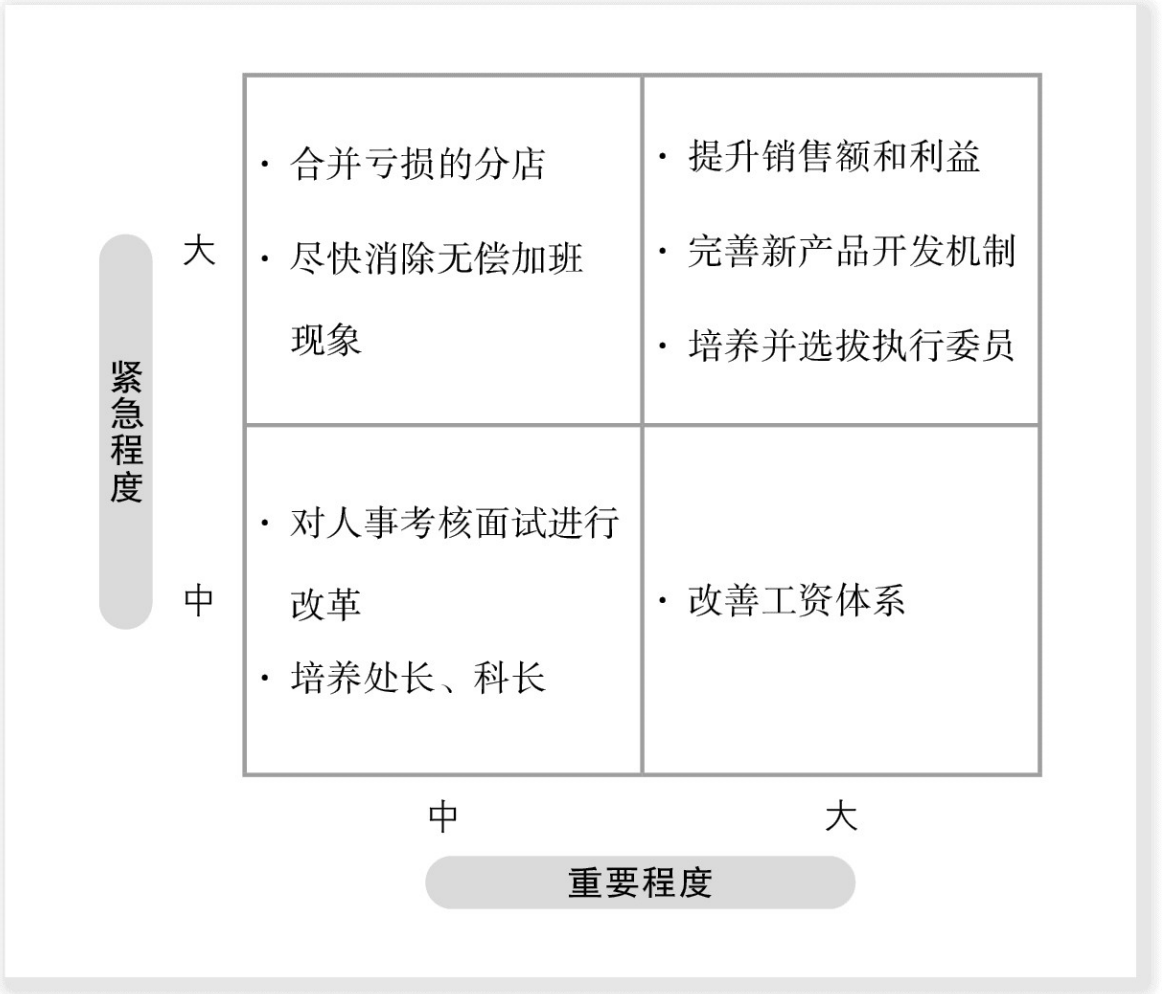 · 合并亏损的分店
· 尽快消除无偿加班
现象
· 提升销售额和利益
· 完善新产品开发机制
· 培养并选拔执行委员
大
紧急程度
· 对人事考核面试进行
改革
· 培养处长、科长
· 改善工资体系
中
中
大
重要程度